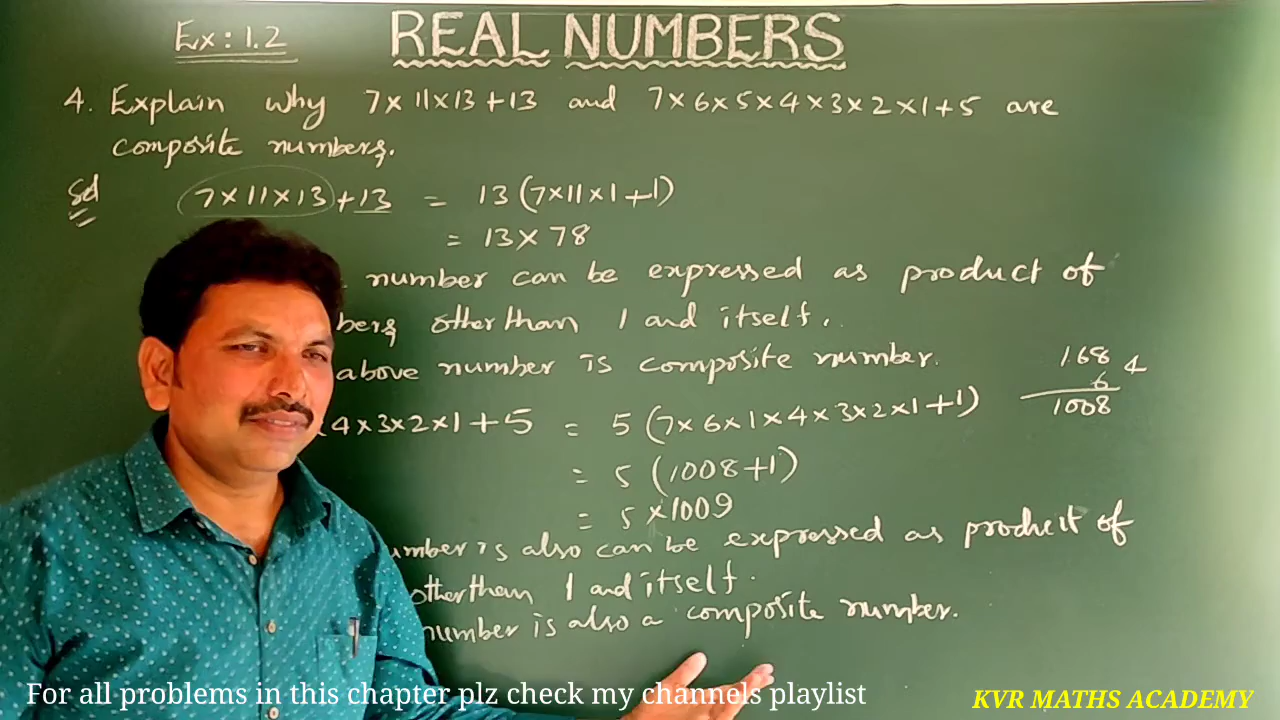 Ex: 1.2
REAL NUMBERS
4. Explain why 7×11×13+13 and 7×6×5×4×3×2×1+5 are
composite numbers.
Sol 7×11×13+13 = 13(7×11×1+1)
= 13×78
number can be expressed as product of
bers other than 1 and itself.
above number is composite number.
168 4
6
1008
4×3×2×1+5 = 5(7×6×1×4×3×2×1+1)
= 5(1008+1)
= 5×1009
umber is also can be expressed as product of
other them 1 and itself.
number is also a composite number.
For all problems in this chapter plz check my channels playlist
KVR MATHS ACADEMY